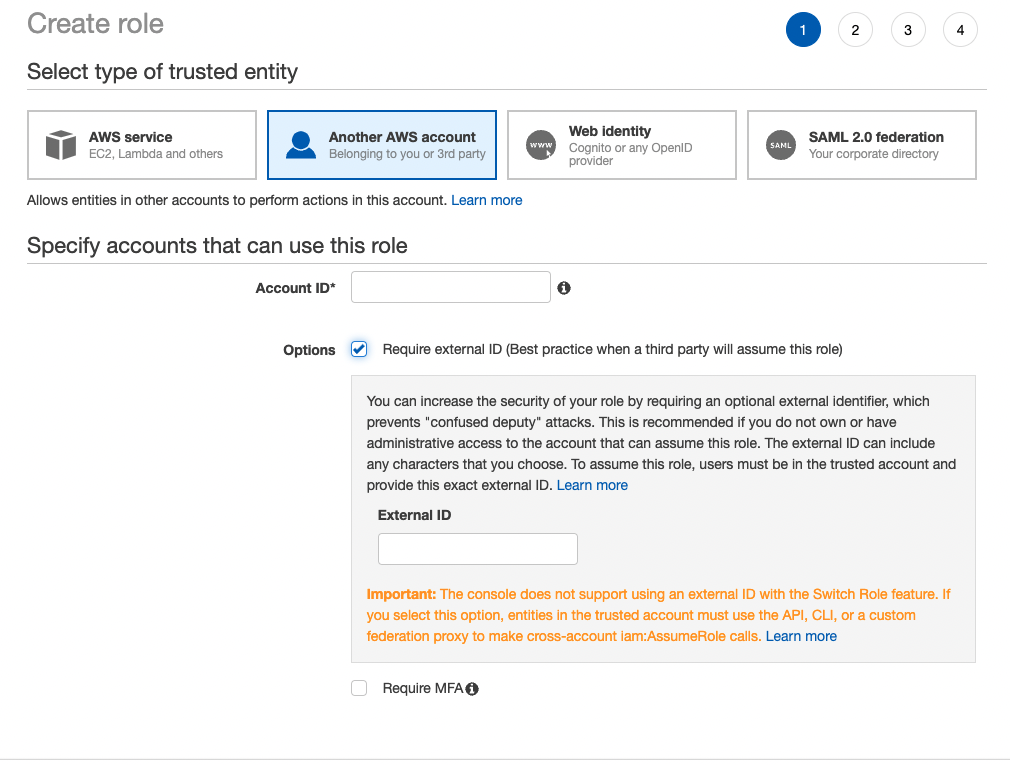 Create role
1 2 3 4
Select type of trusted entity
AWS service
EC2, Lambda and others
Another AWS account
Belonging to you or 3rd party
www
Web identity
Cognito or any OpenID
provider
SAML
SAML 2.0 federation
Your corporate directory
Allows entities in other accounts to perform actions in this account. Learn more
Specify accounts that can use this role
Account ID*
Options
Require external ID (Best practice when a third party will assume this role)
You can increase the security of your role by requiring an optional external identifier, which
prevents "confused deputy" attacks. This is recommended if you do not own or have
administrative access to the account that can assume this role. The external ID can include
any characters that you choose. To assume this role, users must be in the trusted account and
provide this exact external ID. Learn more
External ID
Important: The console does not support using an external ID with the Switch Role feature. If
you select this option, entities in the trusted account must use the API, CLI, or a custom
federation proxy to make cross-account iam:AssumeRole calls. Learn more
Require MFA